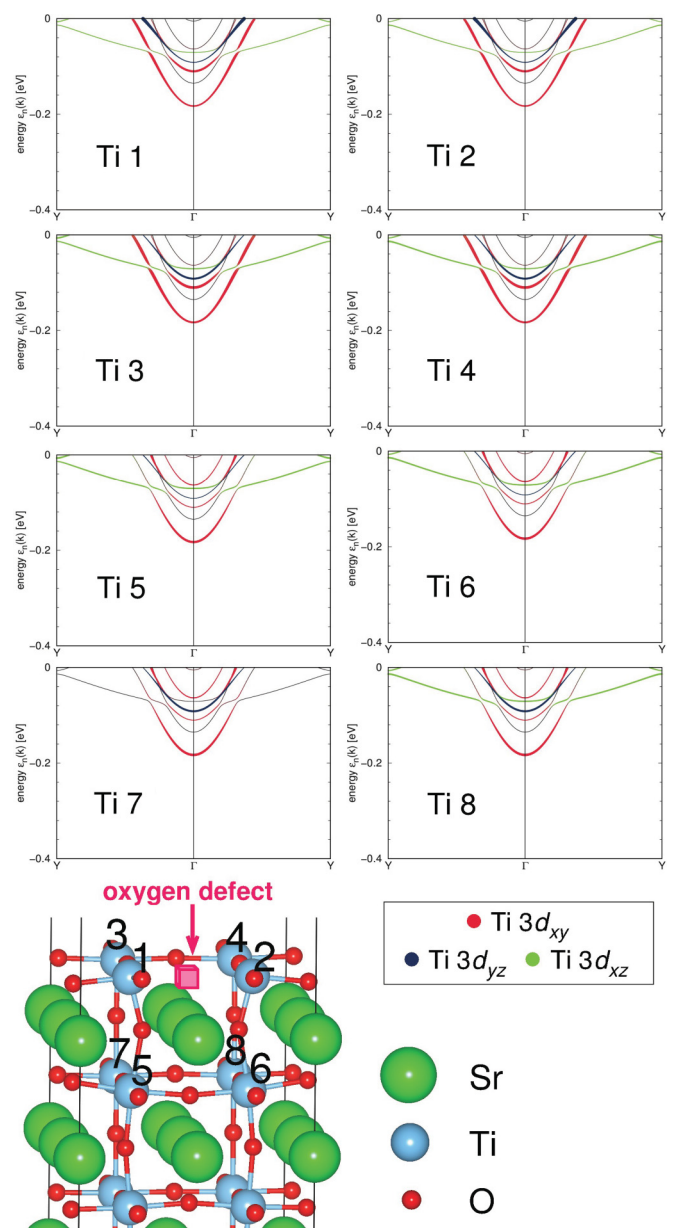 0
0
energy εn(k) [eV]
energy εn(k) [eV]
−0.2
−0.2
Ti 1
Ti 2
−0.4
−0.4
Y Γ Y
Y Γ Y
0
0
energy εn(k) [eV]
energy εn(k) [eV]
−0.2
−0.2
Ti 3
Ti 4
−0.4
−0.4
Y Γ Y
Y Γ Y
0
0
energy εn(k) [eV]
energy εn(k) [eV]
−0.2
−0.2
Ti 5
Ti 6
−0.4
−0.4
Y Γ Y
Y Γ Y
0
0
energy εn(k) [eV]
energy εn(k) [eV]
−0.2
−0.2
Ti 7
Ti 8
−0.4
−0.4
Y Γ Y
Y Γ Y
oxygen defect
3 4
1 2
7 8
5 6
Ti 3dxy
Ti 3dyz Ti 3dxz
Sr
Ti
O